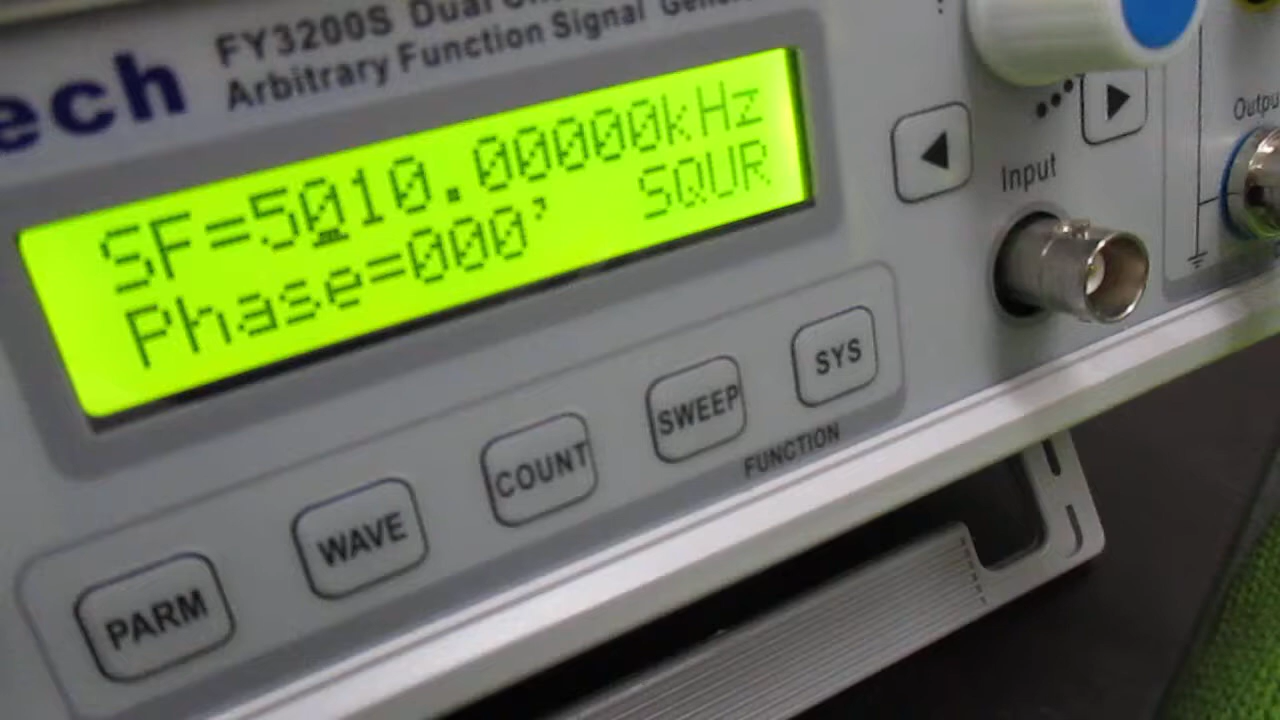 ech
FY3200S Dual
Arbitrary Function Signal
SF=5010.00000kHz
Phase=000' SQUR
Input
PARM
WAVE
COUNT
SWEEP
SYS
FUNCTION